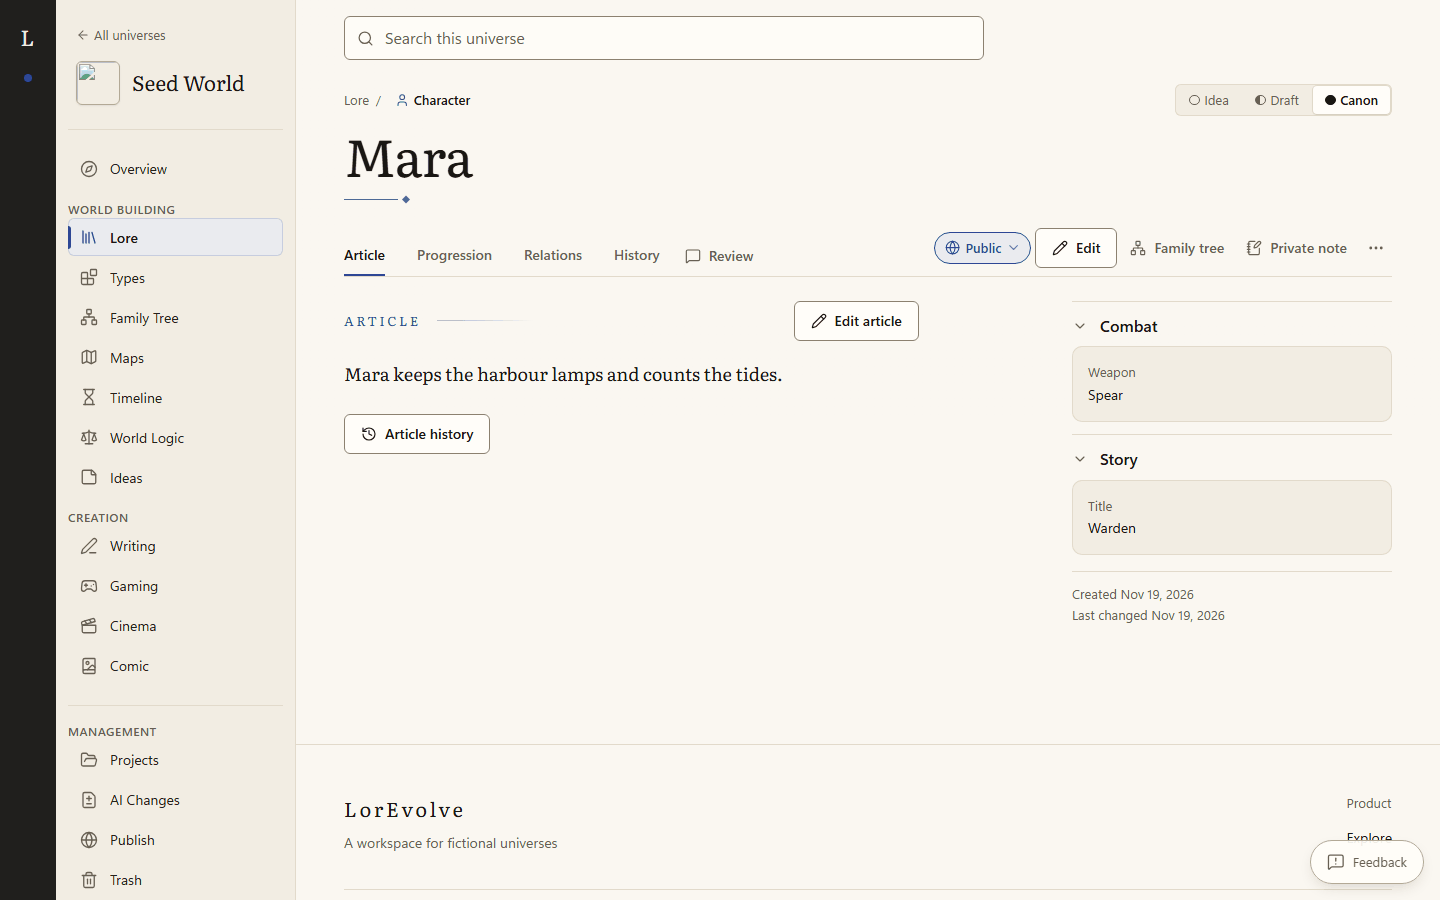 L
All universes
Seed World
Overview
WORLD BUILDING
Lore
Types
Family Tree
Maps
Timeline
World Logic
Ideas
CREATION
Writing
Gaming
Cinema
Comic
MANAGEMENT
Projects
AI Changes
Publish
Trash
Search this universe
Lore / Character
Idea Draft Canon
Mara
Article Progression Relations History Review
Public Edit Family tree Private note
ARTICLE
Edit article
Mara keeps the harbour lamps and counts the tides.
Article history
Combat
Weapon
Spear
Story
Title
Warden
Created Nov 19, 2026
Last changed Nov 19, 2026
LorEvolve
A workspace for fictional universes
Product
Explore
Feedback